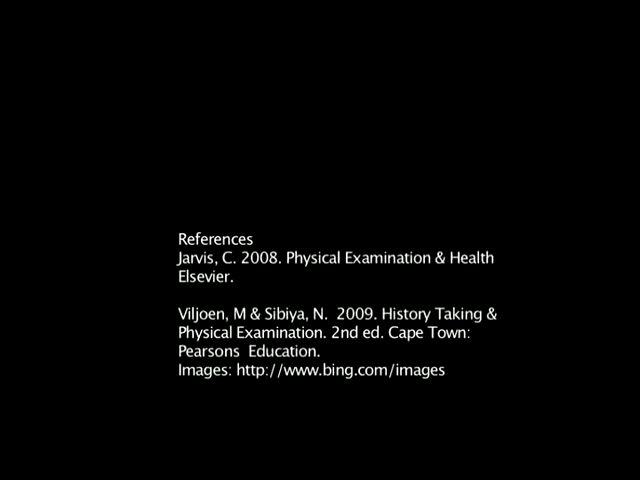 References
Jarvis, C. 2008. Physical Examination & Health
Elsevier.
Viljoen, M & Sibiya, N.  2009. History Taking &
Physical Examination. 2nd ed. Cape Town:
Pearsons  Education.
Images: http://www.bing.com/images